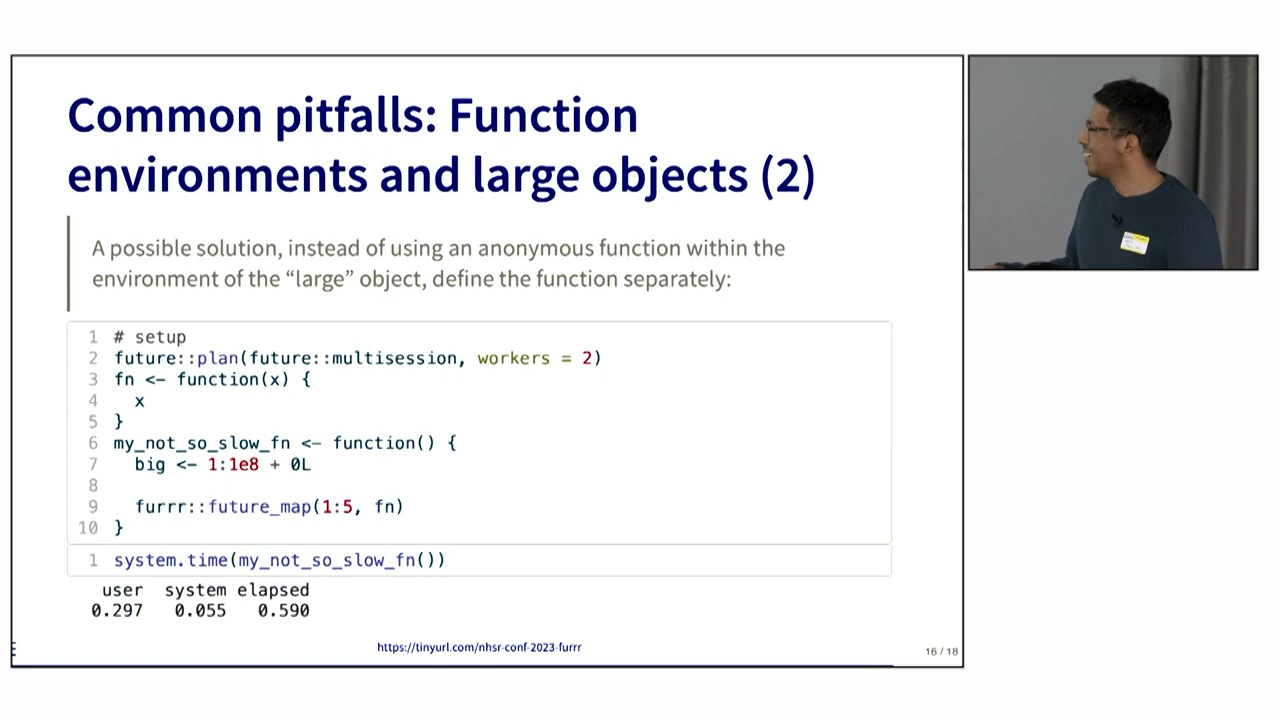 Common pitfalls: Function
environments and large objects (2)
A possible solution, instead of using an anonymous function within the
environment of the “large” object, define the function separately:
1 # setup
2 future::plan(future::multisession, workers = 2)
3 fn <- function(x) {
4   x
5 }
6 my_not_so_slow_fn <- function() {
7   big <- 1:1e8 + 0L
8
9   furrr::future_map(1:5, fn)
10 }
1 system.time(my_not_so_slow_fn())
user system elapsed
0.297 0.055 0.590
https://tinyurl.com/nhsr-conf-2023-furrr
16 / 18